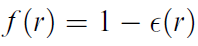 f(r) = 1 − ϵ(r)